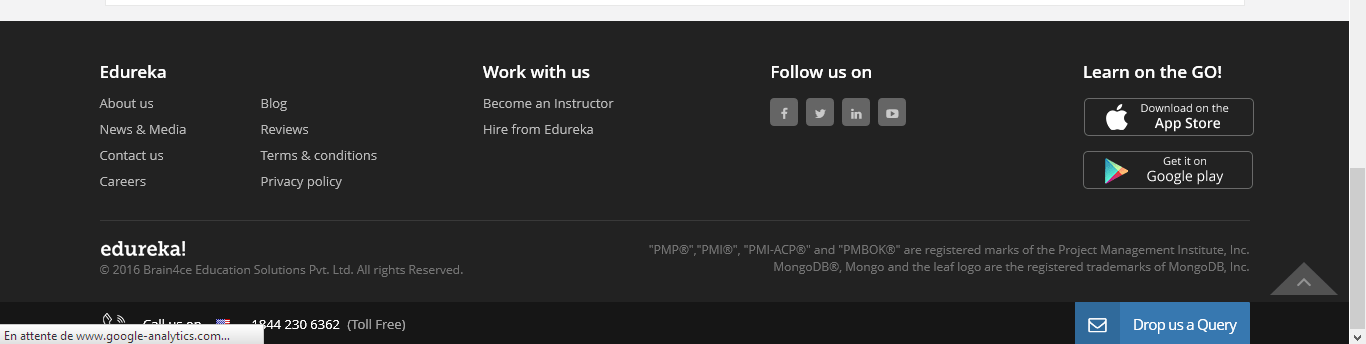 Edureka
About us
News & Media
Contact us
Careers
Blog
Reviews
Terms & conditions
Privacy policy
Work with us
Become an Instructor
Hire from Edureka
Follow us on
Learn on the GO!
Download on the
App Store
Get it on
Google play
edureka!
© 2016 Brain4ce Education Solutions Pvt. Ltd. All rights Reserved.
"PMP®","PMI®", "PMI-ACP®" and "PMBOK®" are registered marks of the Project Management Institute, Inc.
MongoDB®, Mongo and the leaf logo are the registered trademarks of MongoDB, Inc.
Call us on 1844 230 6362 (Toll Free)
Drop us a Query
En attente de www.google-analytics.com...